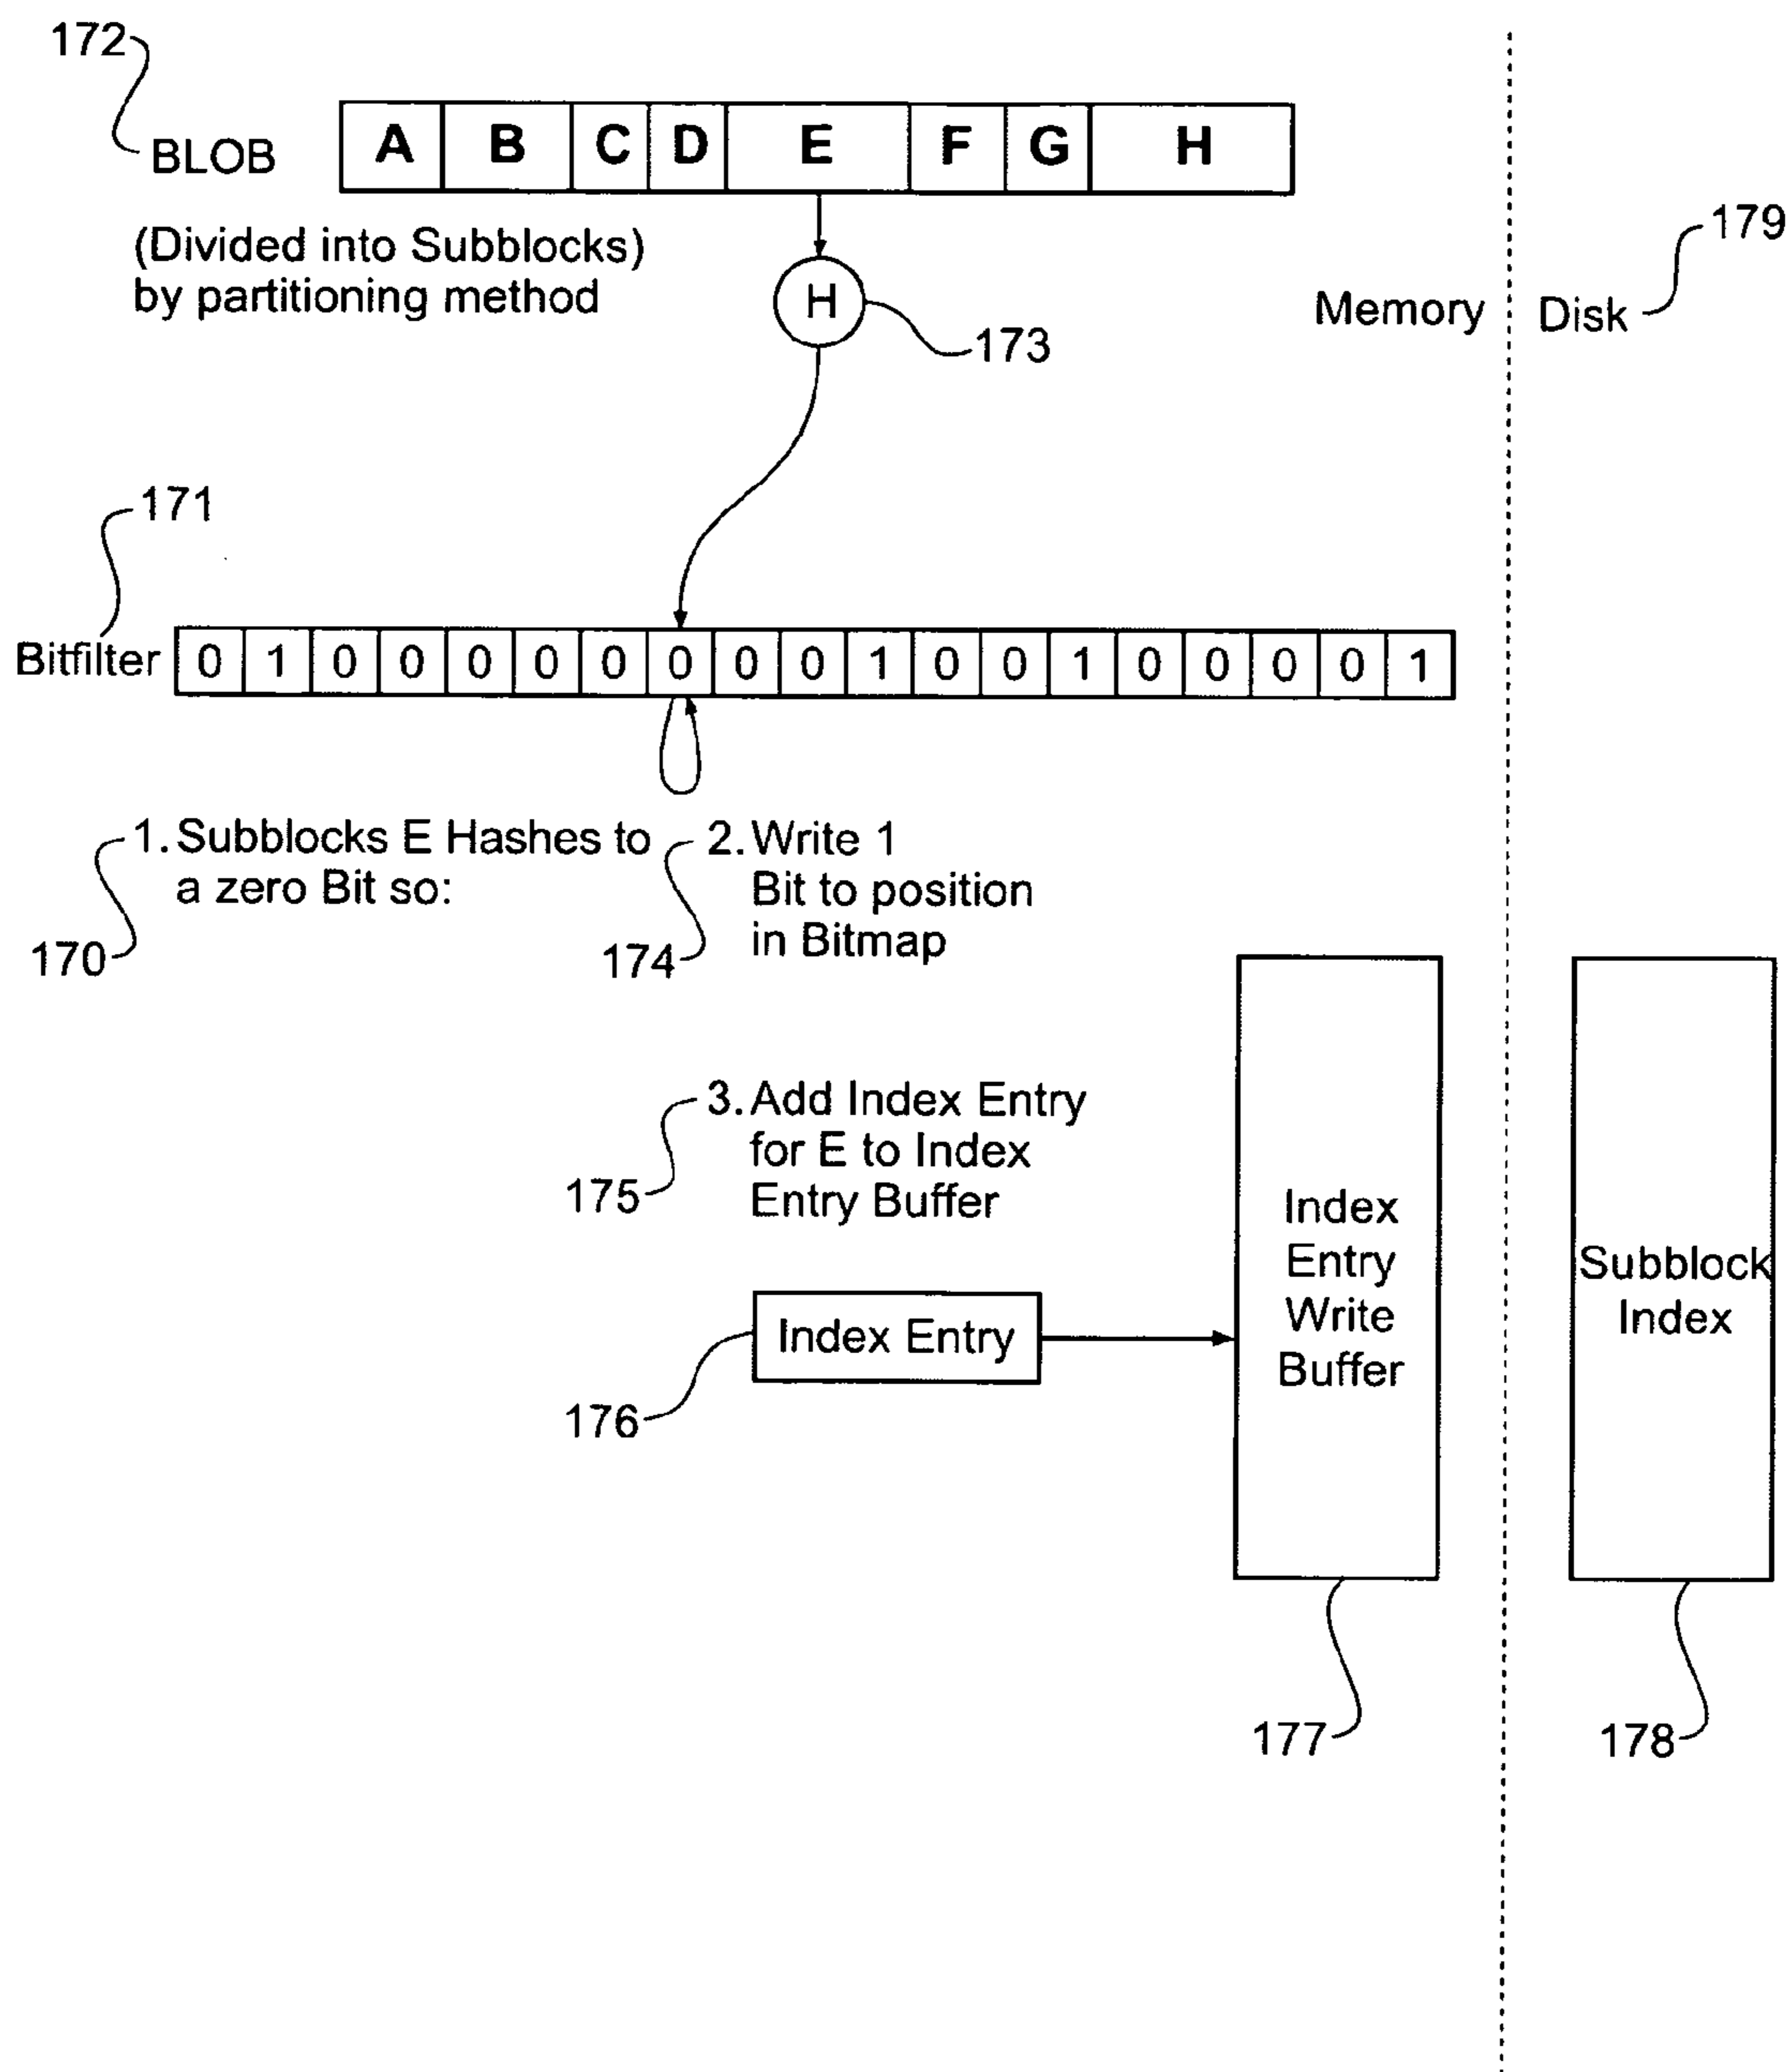 172
BLOB
A B C D E F G H
(Divided into Subblocks)
by partitioning method
H
173
Memory
Disk
179
171
Bitfilter
0 1 0 0 0 0 0 0 0 0 1 0 0 1 0 0 0 0 1
1. Subblocks E Hashes to
a zero Bit so:
170
2. Write 1
Bit to position
in Bitmap
174
3. Add Index Entry
for E to Index
Entry Buffer
175
Index Entry
176
Index
Entry
Write
Buffer
177
Subblock
Index
178